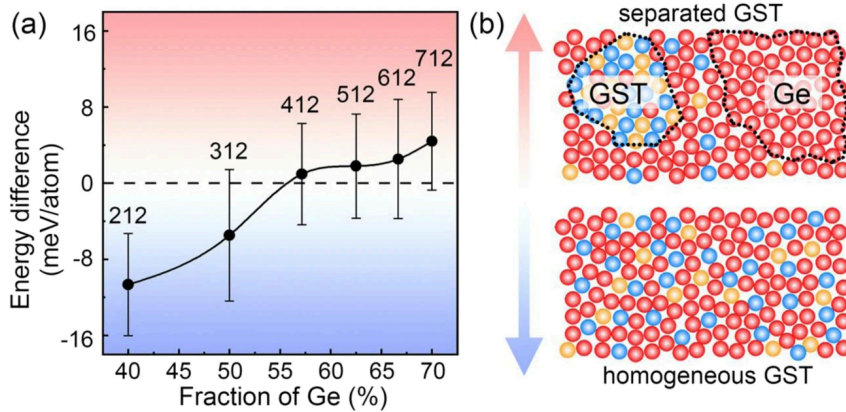 (a)
16
8
0
-8
-16
Energy difference
(meV/atom)
212
312
412
512
612
712
40 45 50 55 60 65 70
Fraction of Ge (%)
(b)
separated GST
GST
Ge
homogeneous GST